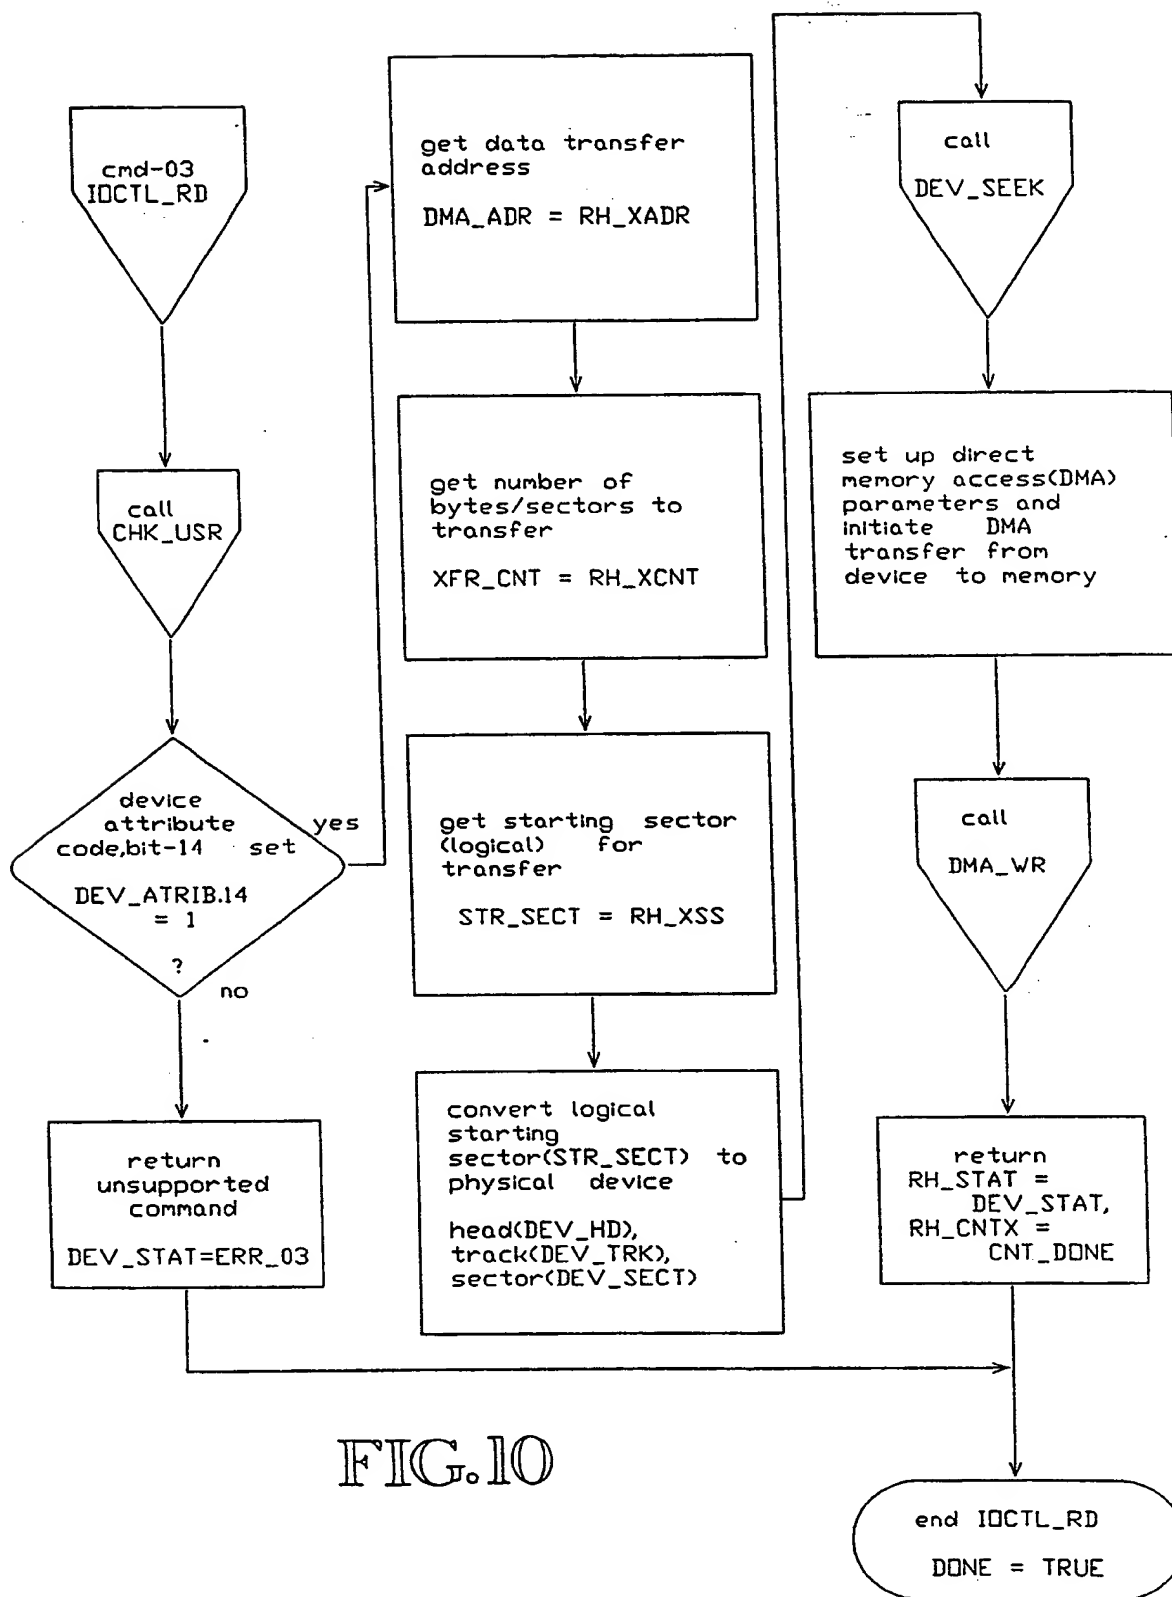 cmd-03
IOCTL_RD
call
CHK_USR
device
attribute
code,bit-14 set
DEV_ATRIB.14
= 1
?
yes
no
return
unsupported
command
DEV_STAT=ERR_03
get data transfer
address
DMA_ADR = RH_XADR
get number of
bytes/sectors to
transfer
XFR_CNT = RH_XCNT
get starting sector
(logical) for
transfer
STR_SECT = RH_XSS
convert logical
starting
sector(STR_SECT) to
physical device
head(DEV_HD),
track(DEV_TRK),
sector(DEV_SECT)
call
DEV_SEEK
set up direct
memory access(DMA)
parameters and
initiate DMA
transfer from
device to memory
call
DMA_WR
return
RH_STAT =
DEV_STAT,
RH_CNTX =
CNT_DONE
end IOCTL_RD
DONE = TRUE
FIG.10